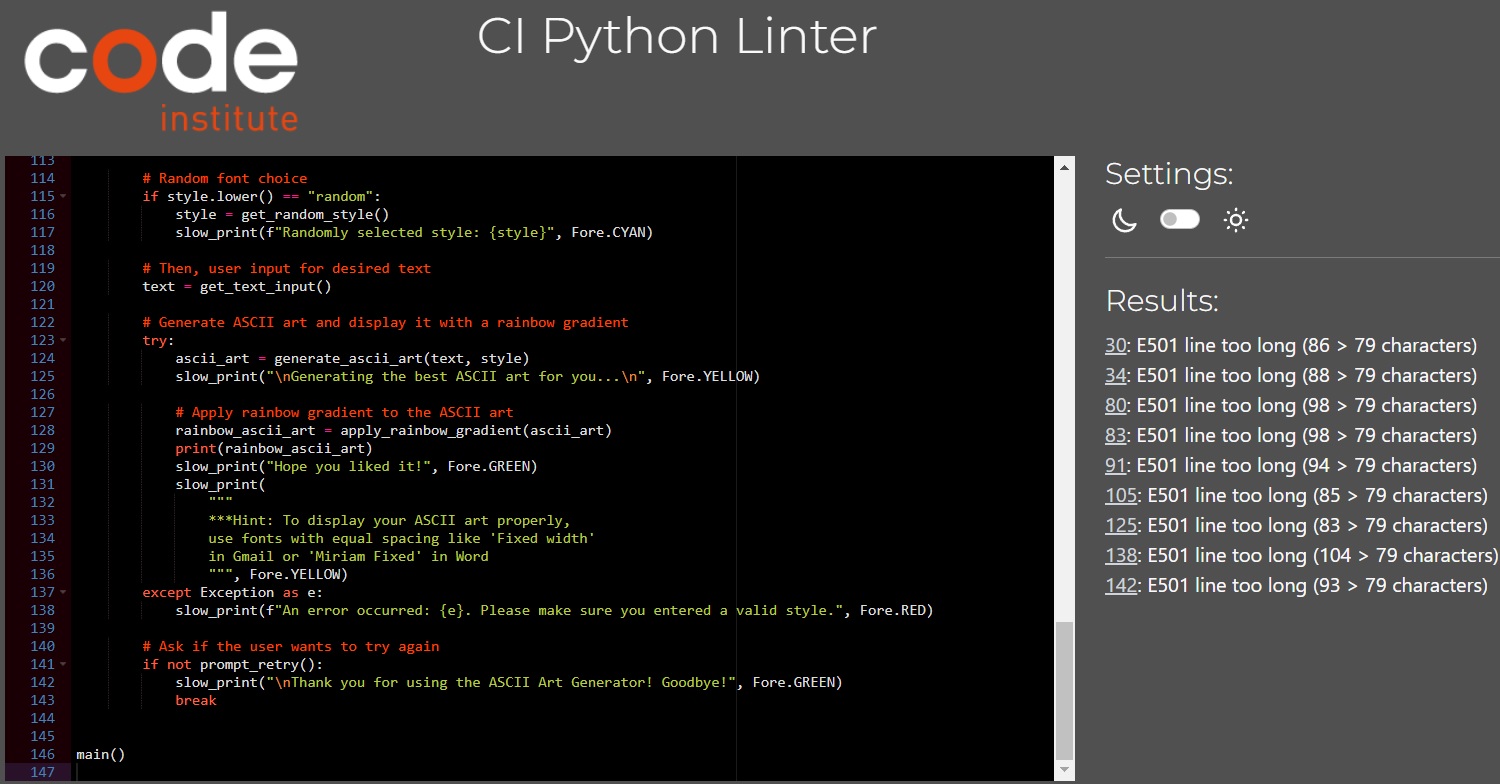 code
institute
CI Python Linter
113
114 # Random font choice
115 if style.lower() == "random":
116 style = get_random_style()
117 slow_print(f"Randomly selected style: {style}", Fore.CYAN)
118
119 # Then, user input for desired text
120 text = get_text_input()
121
122 # Generate ASCII art and display it with a rainbow gradient
123 try:
124 ascii_art = generate_ascii_art(text, style)
125 slow_print("\nGenerating the best ASCII art for you...\n", Fore.YELLOW)
126
127 # Apply rainbow gradient to the ASCII art
128 rainbow_ascii_art = apply_rainbow_gradient(ascii_art)
129 print(rainbow_ascii_art)
130 slow_print("Hope you liked it!", Fore.GREEN)
131 slow_print(
132 """
133 ***Hint: To display your ASCII art properly,
134 use fonts with equal spacing like 'Fixed width'
135 in Gmail or 'Miriam Fixed' in Word
136 """, Fore.YELLOW)
137 except Exception as e:
138 slow_print(f"An error occurred: {e}. Please make sure you entered a valid style.", Fore.RED)
139
140 # Ask if the user wants to try again
141 if not prompt_retry():
142 slow_print("\nThank you for using the ASCII Art Generator! Goodbye!", Fore.GREEN)
143 break
144
145
146 main()
147
Settings:
Results:
30: E501 line too long (86 > 79 characters)
34: E501 line too long (88 > 79 characters)
80: E501 line too long (98 > 79 characters)
83: E501 line too long (98 > 79 characters)
91: E501 line too long (94 > 79 characters)
105: E501 line too long (85 > 79 characters)
125: E501 line too long (83 > 79 characters)
138: E501 line too long (104 > 79 characters)
142: E501 line too long (93 > 79 characters)